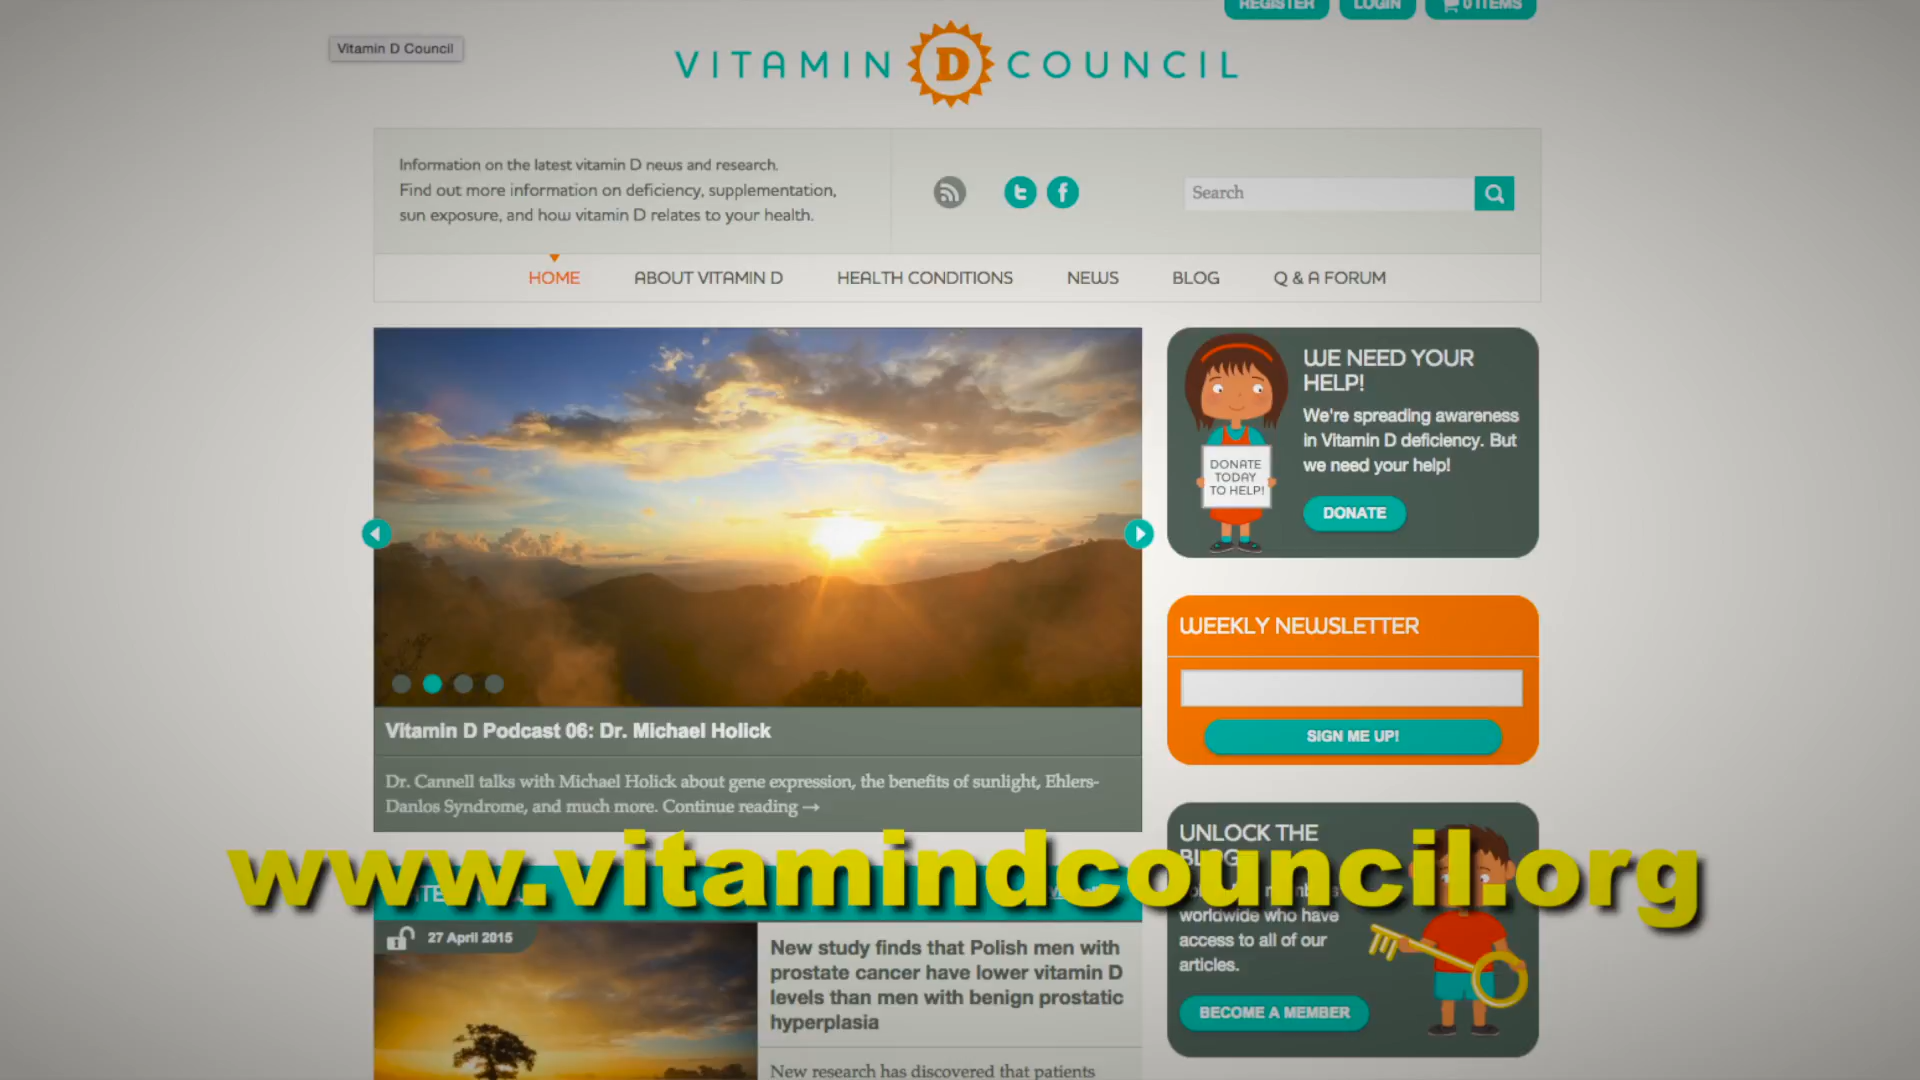 REGISTER
LOGIN
0 ITEMS
Vitamin D Council
VITAMIN D COUNCIL
Information on the latest vitamin D news and research.
Find out more information on deficiency, supplementation,
sun exposure, and how vitamin D relates to your health.
Search
HOME
ABOUT VITAMIN D
HEALTH CONDITIONS
NEWS
BLOG
Q & A FORUM
WE NEED YOUR
HELP!
We're spreading awareness
in Vitamin D deficiency. But
we need your help!
DONATE
TODAY
TO HELP!
DONATE
WEEKLY NEWSLETTER
SIGN ME UP!
Vitamin D Podcast 06: Dr. Michael Holick
Dr. Cannell talks with Michael Holick about gene expression, the benefits of sunlight, Ehlers-
Danlos Syndrome, and much more. Continue reading →
UNLOCK THE
BLOG
worldwide who have
access to all of our
articles.
BECOME A MEMBER
www.vitamindcouncil.org
27 April 2015
New study finds that Polish men with
prostate cancer have lower vitamin D
levels than men with benign prostatic
hyperplasia
New research has discovered that patients